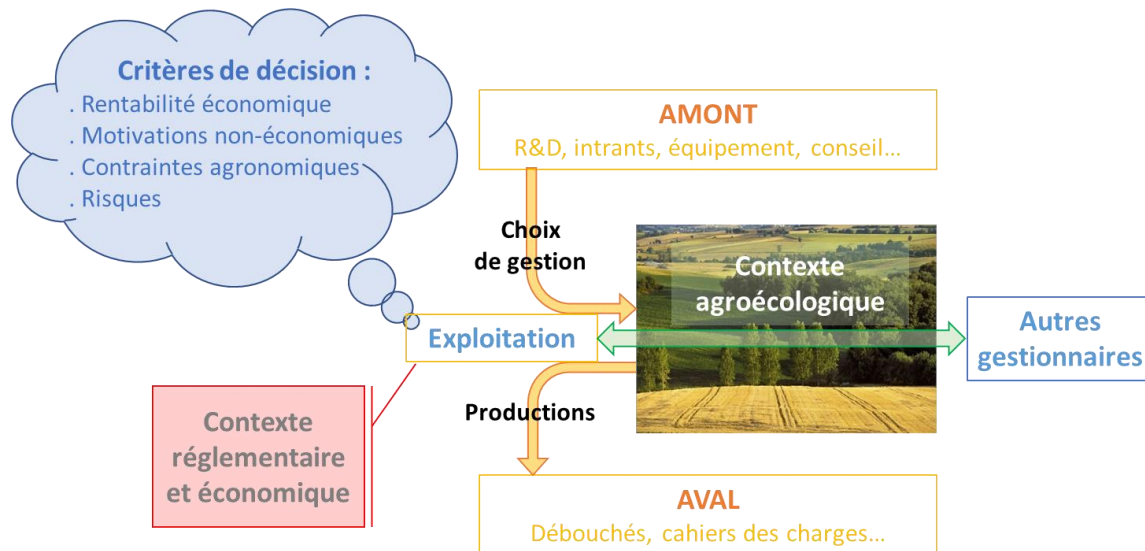 Critères de décision :
. Rentabilité économique
. Motivations non-économiques
. Contraintes agronomiques
. Risques
AMONT
R&D, intrants, équipement, conseil...
Choix
de gestion
Contexte
agroécologique
Exploitation
Autres
gestionnaires
Productions
Contexte
réglementaire
et économique
AVAL
Débouchés, cahiers des charges...